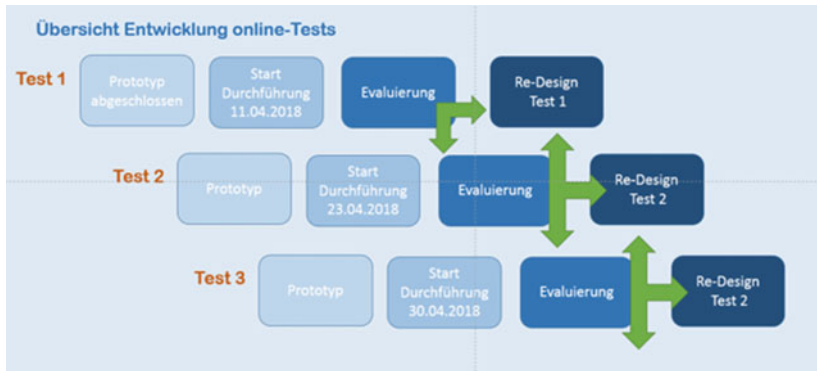 Übersicht Entwicklung online-Tests
Test 1
Prototyp
abgeschlossen
Start
Durchführung
11.04.2018
Evaluierung
Re-Design
Test 1
Test 2
Prototyp
Start
Durchführung
23.04.2018
Evaluierung
Re-Design
Test 2
Test 3
Prototyp
Start
Durchführung
30.04.2018
Evaluierung
Re-Design
Test 2